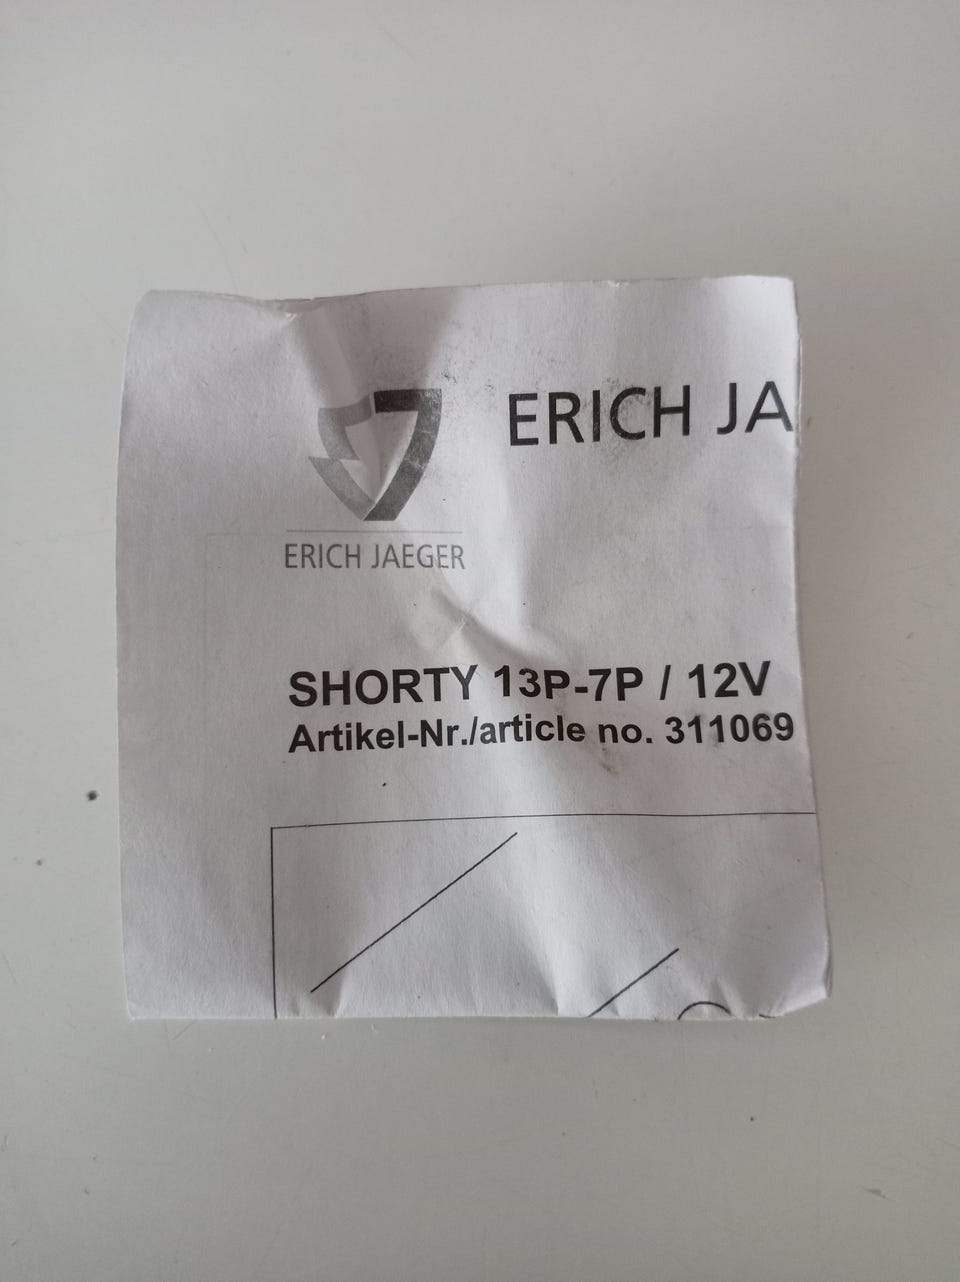 ERICH JA
ERICH JAEGER
SHORTY 13P-7P / 12V
Artikel-Nr./article no. 311069